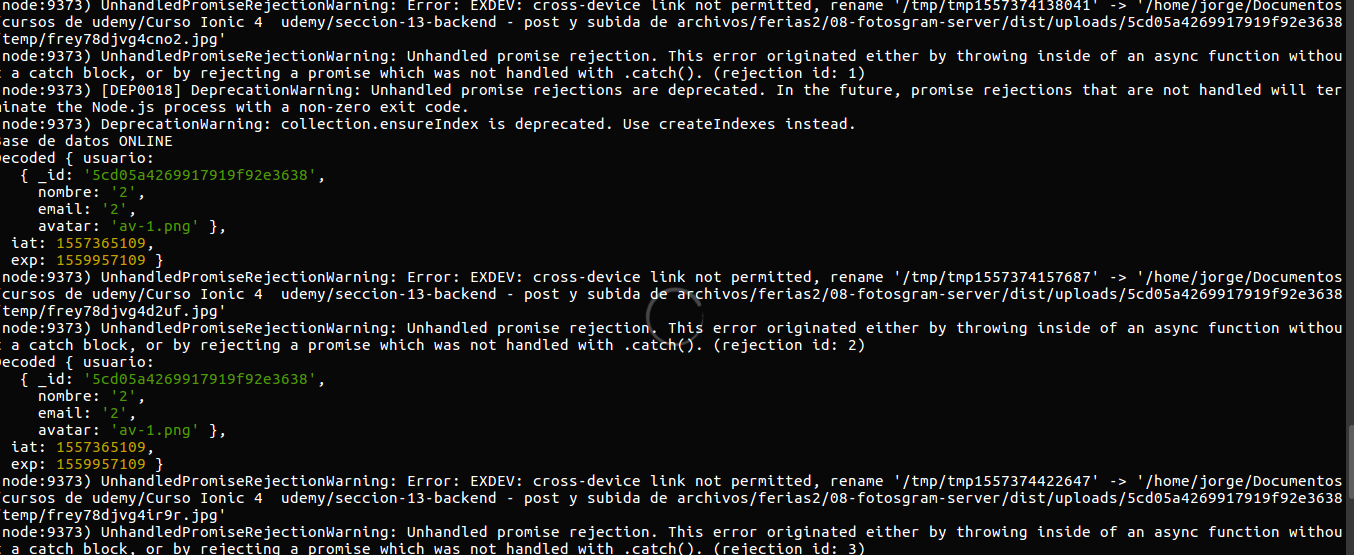 node:9373) UnhandledPromiseRejectionWarning: Error: EXDEV: cross-device link not permitted, rename '/tmp/tmp1557374138041' -> '/home/jorge/Documentos
/cursos de udemy/Curso Ionic 4  udemy/seccion-13-backend - post y subida de archivos/ferias2/08-fotosgram-server/dist/uploads/5cd05a4269917919f92e3638
/temp/frey78djvg4cno2.jpg'
node:9373) UnhandledPromiseRejectionWarning: Unhandled promise rejection. This error originated either by throwing inside of an async function withou
t a catch block, or by rejecting a promise which was not handled with .catch(). (rejection id: 1)
node:9373) [DEP0018] DeprecationWarning: Unhandled promise rejections are deprecated. In the future, promise rejections that are not handled will ter
minate the Node.js process with a non-zero exit code.
node:9373) DeprecationWarning: collection.ensureIndex is deprecated. Use createIndexes instead.
Base de datos ONLINE
Decoded { usuario:
   { _id: '5cd05a4269917919f92e3638',
     nombre: '2',
     email: '2',
     avatar: 'av-1.png' },
  iat: 1557365109,
  exp: 1559957109 }
node:9373) UnhandledPromiseRejectionWarning: Error: EXDEV: cross-device link not permitted, rename '/tmp/tmp1557374157687' -> '/home/jorge/Documentos
/cursos de udemy/Curso Ionic 4  udemy/seccion-13-backend - post y subida de archivos/ferias2/08-fotosgram-server/dist/uploads/5cd05a4269917919f92e3638
/temp/frey78djvg4d2uf.jpg'
node:9373) UnhandledPromiseRejectionWarning: Unhandled promise rejection. This error originated either by throwing inside of an async function withou
t a catch block, or by rejecting a promise which was not handled with .catch(). (rejection id: 2)
Decoded { usuario:
   { _id: '5cd05a4269917919f92e3638',
     nombre: '2',
     email: '2',
     avatar: 'av-1.png' },
  iat: 1557365109,
  exp: 1559957109 }
node:9373) UnhandledPromiseRejectionWarning: Error: EXDEV: cross-device link not permitted, rename '/tmp/tmp1557374422647' -> '/home/jorge/Documentos
/cursos de udemy/Curso Ionic 4  udemy/seccion-13-backend - post y subida de archivos/ferias2/08-fotosgram-server/dist/uploads/5cd05a4269917919f92e3638
/temp/frey78djvg4ir9r.jpg'
node:9373) UnhandledPromiseRejectionWarning: Unhandled promise rejection. This error originated either by throwing inside of an async function withou
t a catch block, or by rejecting a promise which was not handled with .catch(). (rejection id: 3)